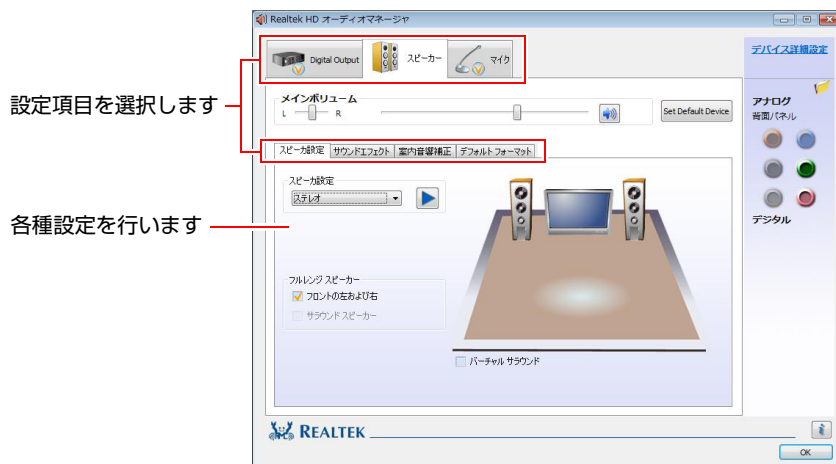 Realtek HD オーディオマネージャ
Digital Output
スピーカー
マイク
デバイス詳細設定
設定項目を選択します
メインボリューム
L
R
Set Default Device
アナログ
背面パネル
スピーカ設定
サウンドエフェクト
室内音響補正
デフォルト フォーマット
スピーカ設定
ステレオ
各種設定を行います
デジタル
フルレンジ スピーカー
フロントの左および右
サラウンド スピーカー
バーチャル サラウンド
REALTEK
i
OK